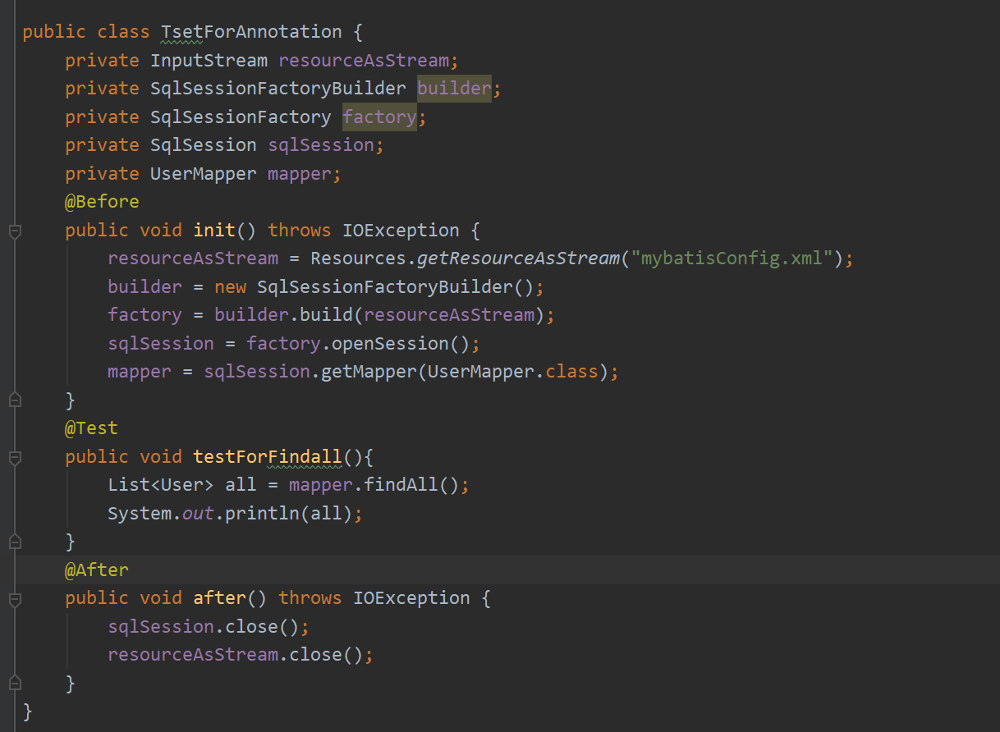 public class TsetForAnnotation {
    private InputStream resourceAsStream;
    private SqlSessionFactoryBuilder builder;
    private SqlSessionFactory factory;
    private SqlSession sqlSession;
    private UserMapper mapper;
    @Before
    public void init() throws IOException {
        resourceAsStream = Resources.getResourceAsStream("mybatisConfig.xml");
        builder = new SqlSessionFactoryBuilder();
        factory = builder.build(resourceAsStream);
        sqlSession = factory.openSession();
        mapper = sqlSession.getMapper(UserMapper.class);
    }
    @Test
    public void testForFindall(){
        List<User> all = mapper.findAll();
        System.out.println(all);
    }
    @After
    public void after() throws IOException {
        sqlSession.close();
        resourceAsStream.close();
    }
}